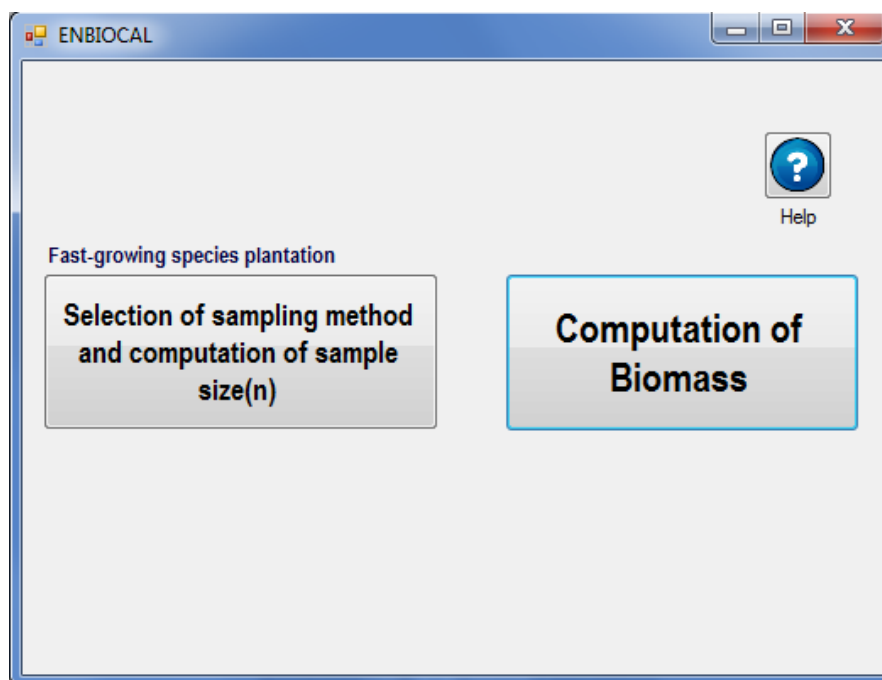 ENBIOCAL
?
Help
Fast-growing species plantation
Selection of sampling method
and computation of sample
size(n)
Computation of
Biomass